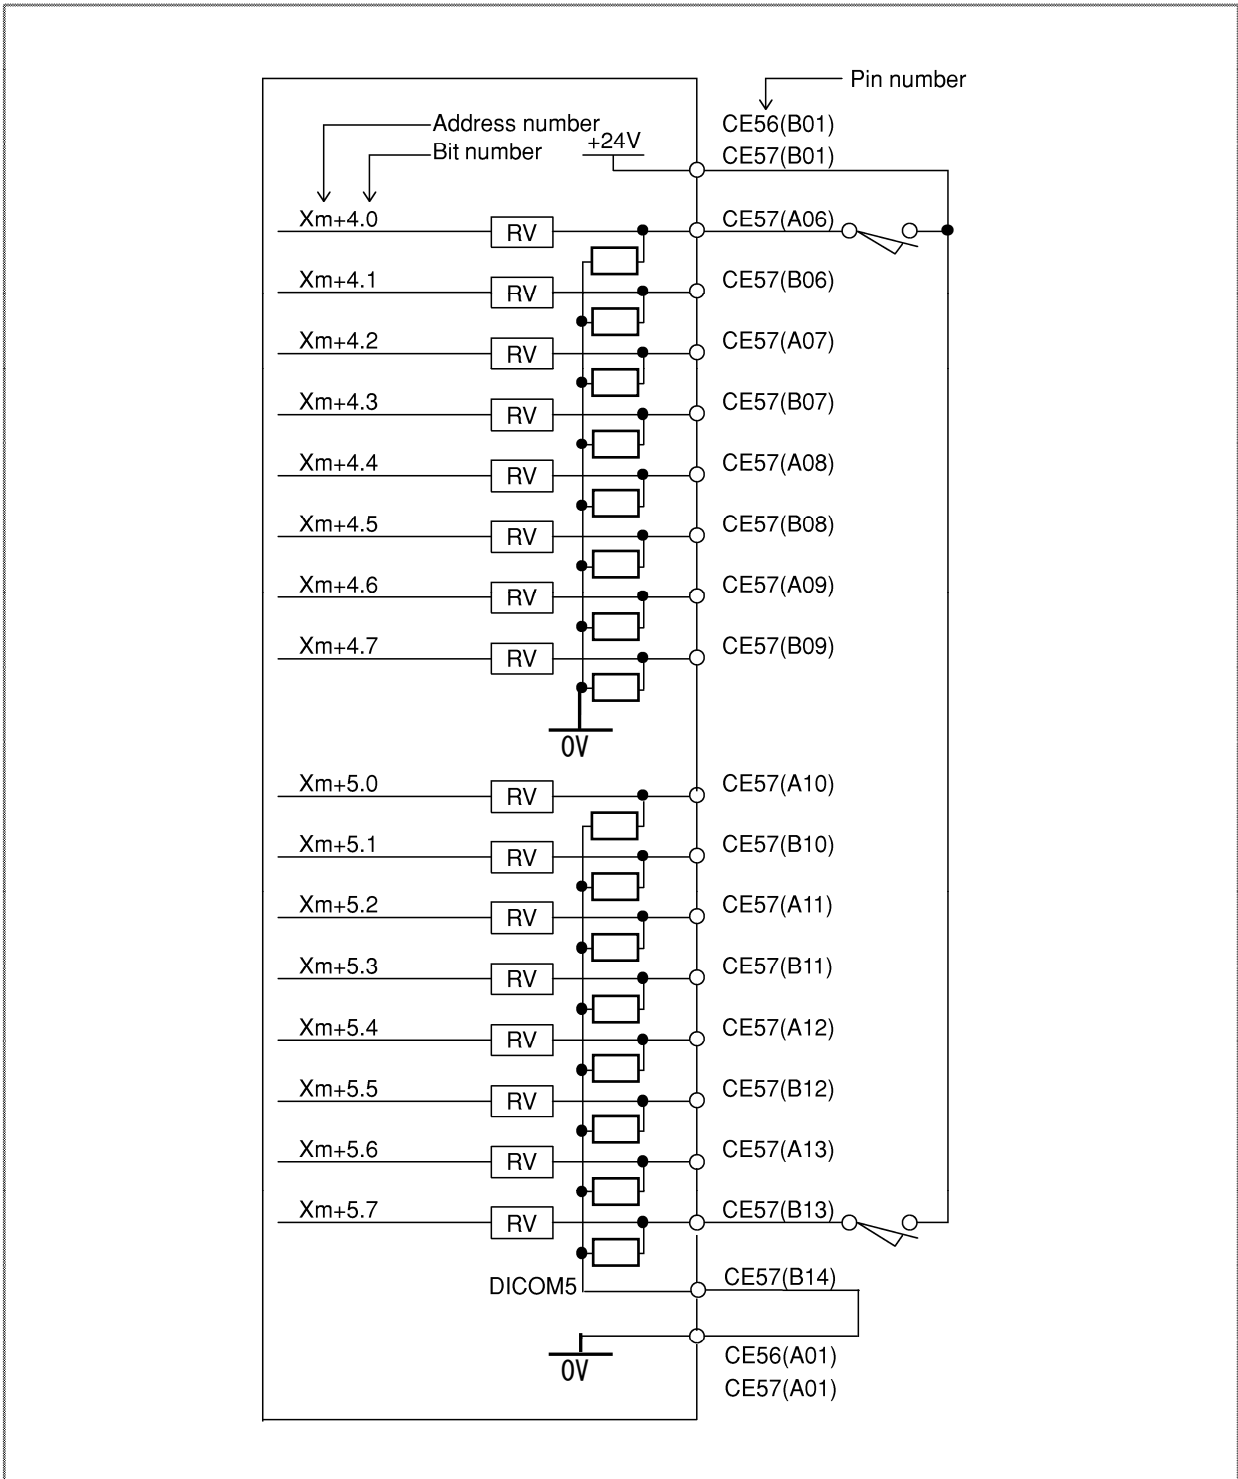 Pin number
Address number
CE56(B01)
+24V
Bit number
CE57(B01)
Xm+4.0 RV CE57(A06)
Xm+4.1 RV CE57(B06)
Xm+4.2 RV CE57(A07)
Xm+4.3 RV CE57(B07)
Xm+4.4 RV CE57(A08)
Xm+4.5 RV CE57(B08)
Xm+4.6 RV CE57(A09)
Xm+4.7 RV CE57(B09)
0V
Xm+5.0 RV CE57(A10)
Xm+5.1 RV CE57(B10)
Xm+5.2 RV CE57(A11)
Xm+5.3 RV CE57(B11)
Xm+5.4 RV CE57(A12)
Xm+5.5 RV CE57(B12)
Xm+5.6 RV CE57(A13)
Xm+5.7 RV CE57(B13)
DICOM5 CE57(B14)
0V
CE56(A01)
CE57(A01)